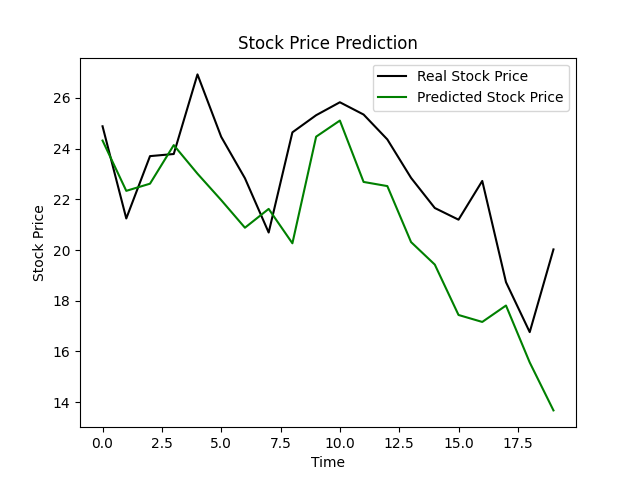 Stock Price Prediction
Real Stock Price
Predicted Stock Price
Stock Price
26
24
22
20
18
16
14
0.0 2.5 5.0 7.5 10.0 12.5 15.0 17.5
Time